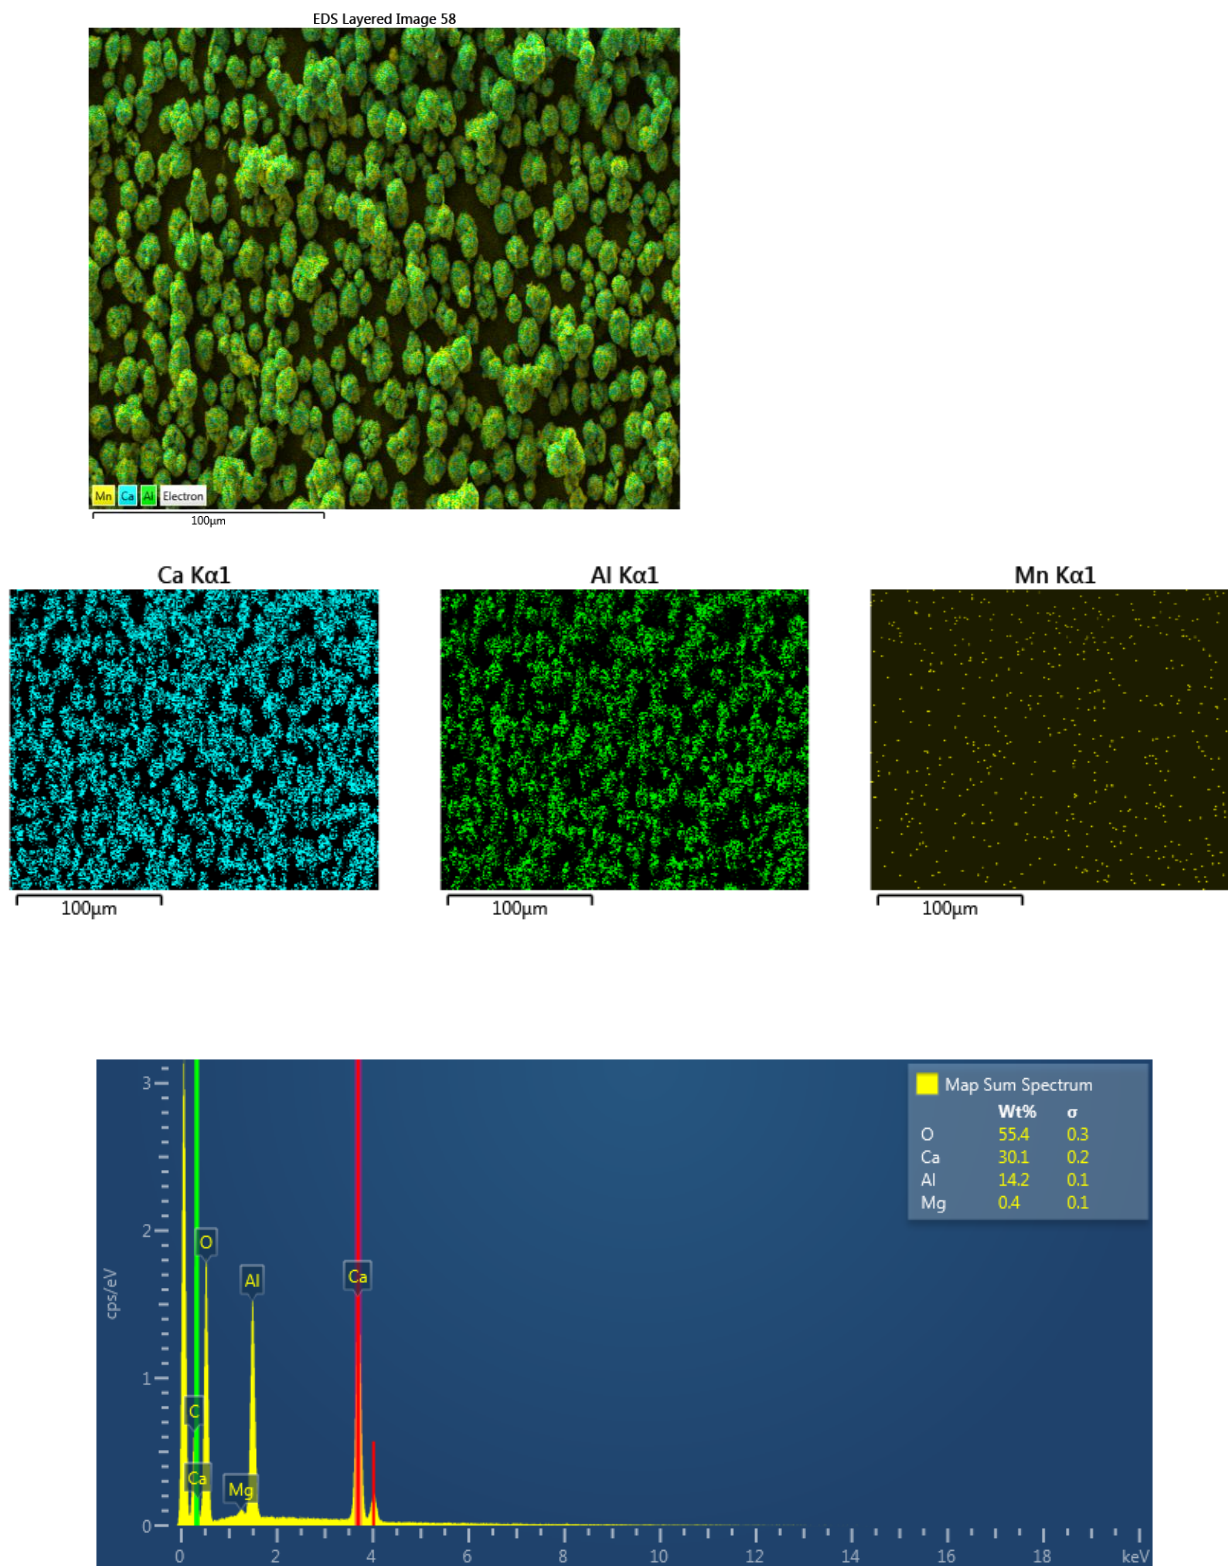 EDS Layered Image 58
Mn Ca Al Electron
100μm
Ca Kα1 Al Kα1 Mn Kα1
100μm 100μm 100μm
Map Sum Spectrum
Wt% σ
O 55.4 0.3
Ca 30.1 0.2
Al 14.2 0.1
Mg 0.4 0.1
3
2
1
0
cps/eV
O
Al
Ca
C
Ca
Mg
0 2 4 6 8 10 12 14 16 18 keV